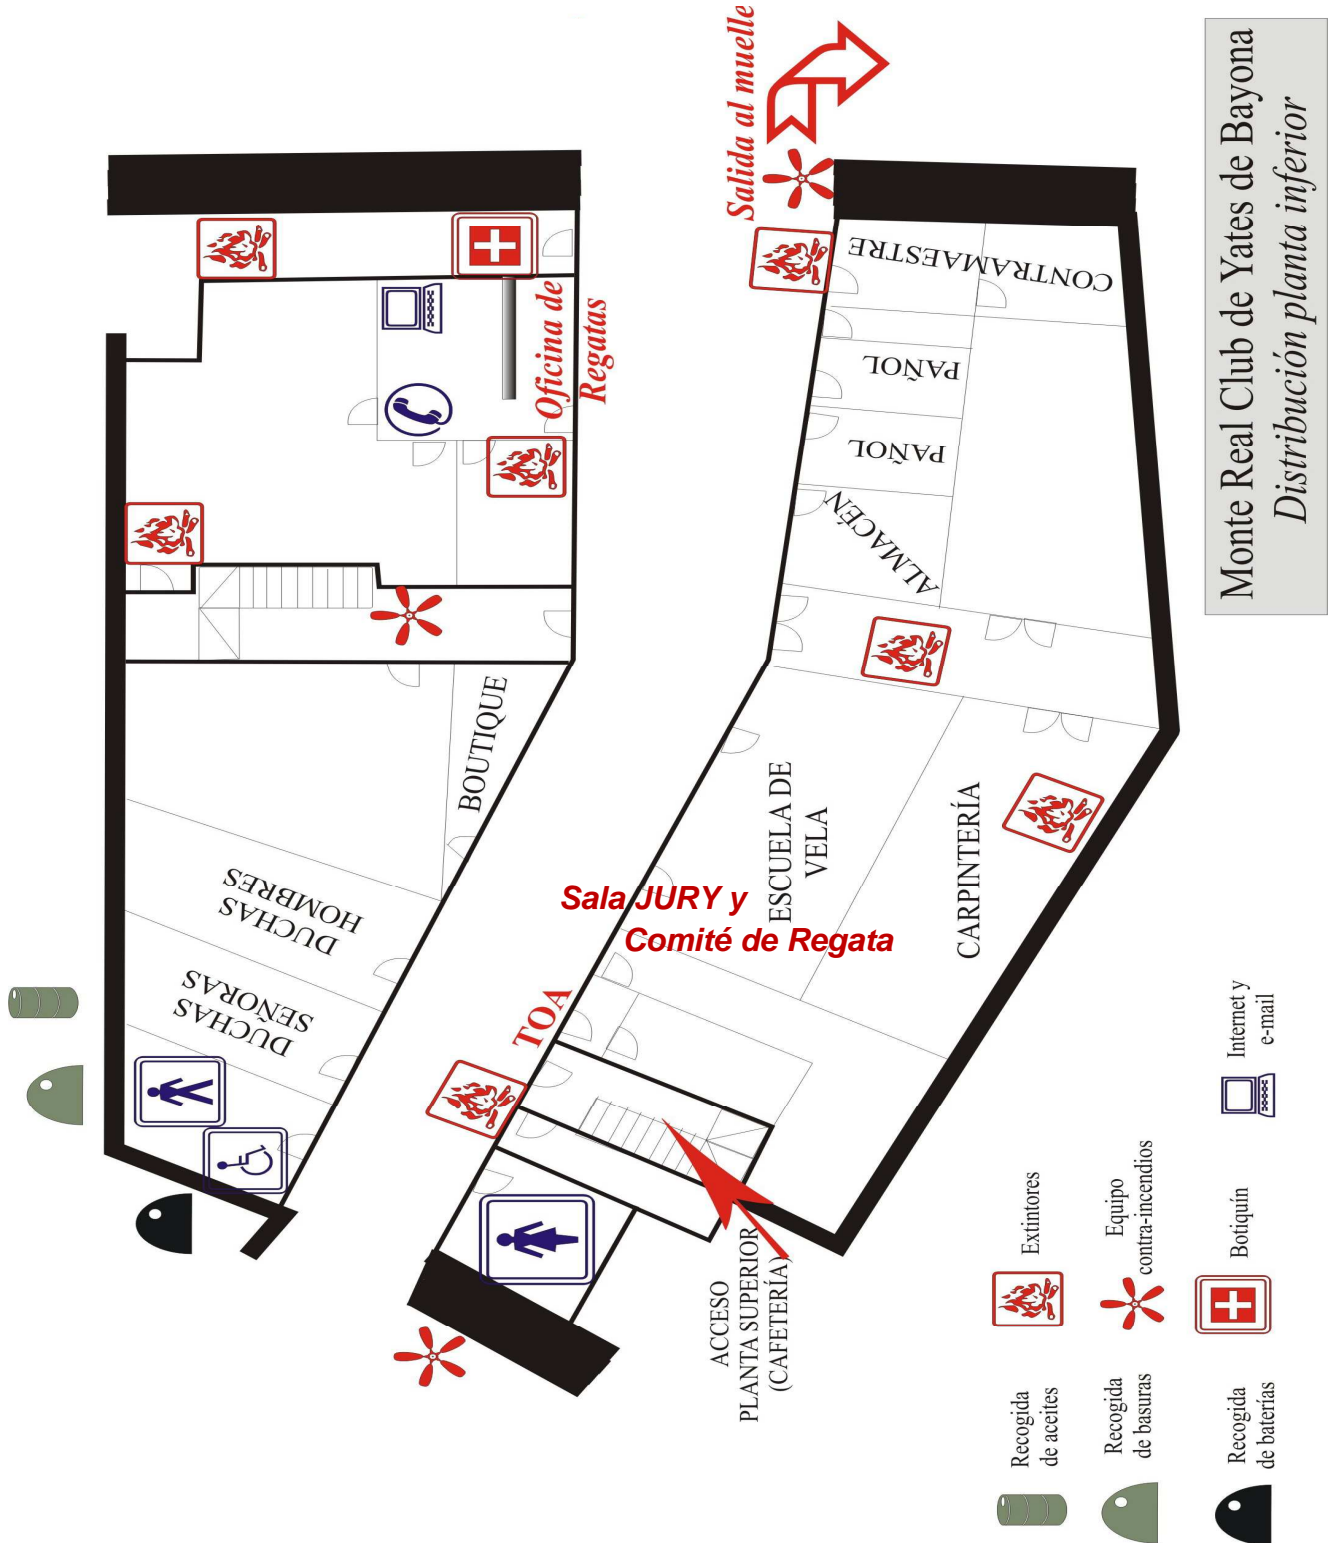 Monte Real Club de Yates de Bayona
Distribución planta inferior
Salida al muelle
Oficina de
Regatas
CONTRAMAESTRE
PAÑOL
PAÑOL
ALMACÉN
BOUTIQUE
DUCHAS
HOMBRES
DUCHAS
SEÑORAS
ESCUELA DE
VELA
CARPINTERÍA
Sala JURY y
Comité de Regata
TOA
ACCESO
PLANTA SUPERIOR
(CAFETERÍA)
Extintores
Equipo
contra-incendios
Botiquín
Internet y
e-mail
Recogida
de aceites
Recogida
de basuras
Recogida
de baterías